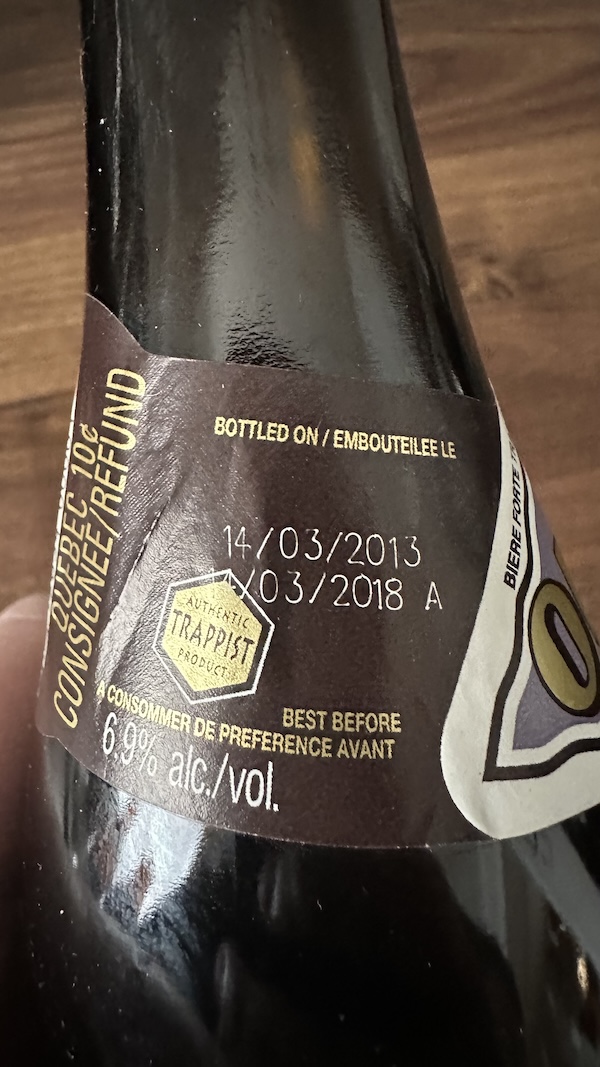 QUEBEC 10¢
CONSIGNÉE/REFUND
BOTTLED ON / EMBOUTEILEE LE
14/03/2013
/03/2018 A
AUTHENTIC
TRAPPIST
PRODUCT
BEST BEFORE
A CONSOMMER DE PREFERENCE AVANT
6.9% alc./vol.
BIERE FORTE
O